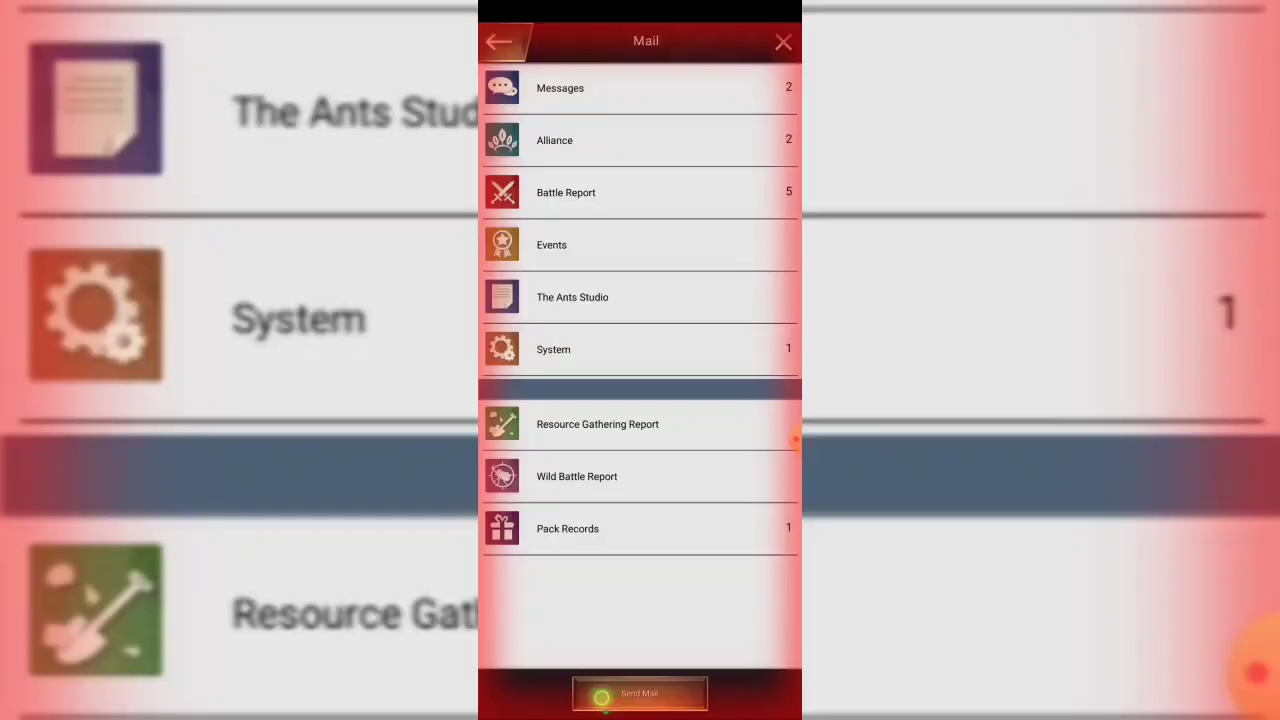 Mail
Messages 2
Alliance 2
Battle Report 5
Events
The Ants Studio
System 1
Resource Gathering Report
Wild Battle Report
Pack Records 1
Send Mail
The Ants Stud
System 1
Resource Gat